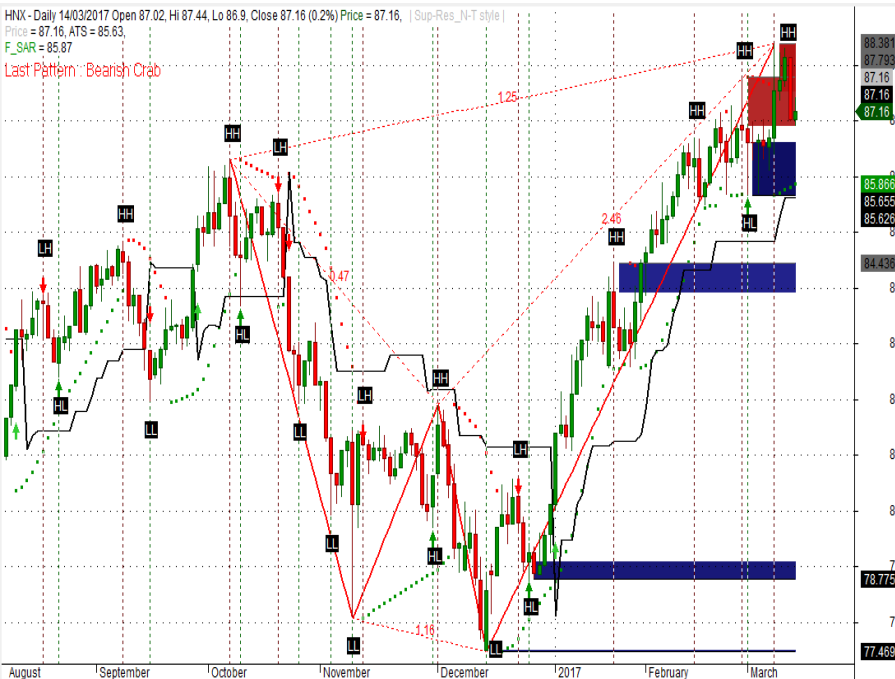 HNX - Daily 14/03/2017 Open 87.02, Hi 87.44, Lo 86.9, Close 87.16 (0.2%) Price = 87.16, | Sup-Res_N-T style |
Price = 87.16, ATS = 85.63,
F_SAR = 85.87
Last Pattern : Bearish Crab
HH
88.381
HH
87.793
87.16
1.25
87.16
HH
87.16
HH
LH
85.866
85.655
HH
2.46
85.626
HL
LH
HH
84.436
0.47
HL
HH
LH
HL
LL
LL
LH
LL
HL
78.775
HL
1.16
LL
LL
77.469
August September October November December 2017 February March